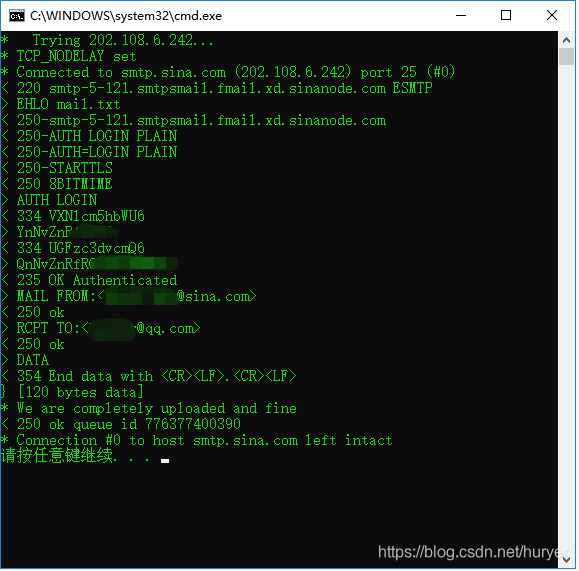 C:\WINDOWS\system32\cmd.exe
*   Trying 202.108.6.242...
* TCP_NODELAY set
* Connected to smtp.sina.com (202.108.6.242) port 25 (#0)
< 220 smtp-5-121.smtpsmail.fmail.xd.sinanode.com ESMTP
> EHLO mail.txt
< 250-smtp-5-121.smtpsmail.fmail.xd.sinanode.com
< 250-AUTH LOGIN PLAIN
< 250-AUTH=LOGIN PLAIN
< 250-STARTTLS
< 250 8BITMIME
> AUTH LOGIN
< 334 VXNlcm5hbWU6
> YnNvZnR
< 334 UGFzc3dvcmQ6
> QnNvZnRfR
< 235 OK Authenticated
> MAIL FROM:<@sina.com>
< 250 ok
> RCPT TO:<@qq.com>
< 250 ok
> DATA
< 354 End data with <CR><LF>.<CR><LF>
} [120 bytes data]
* We are completely uploaded and fine
< 250 ok queue id 776377400390
* Connection #0 to host smtp.sina.com left intact
请按任意键继续. . .
https://blog.csdn.net/huryer